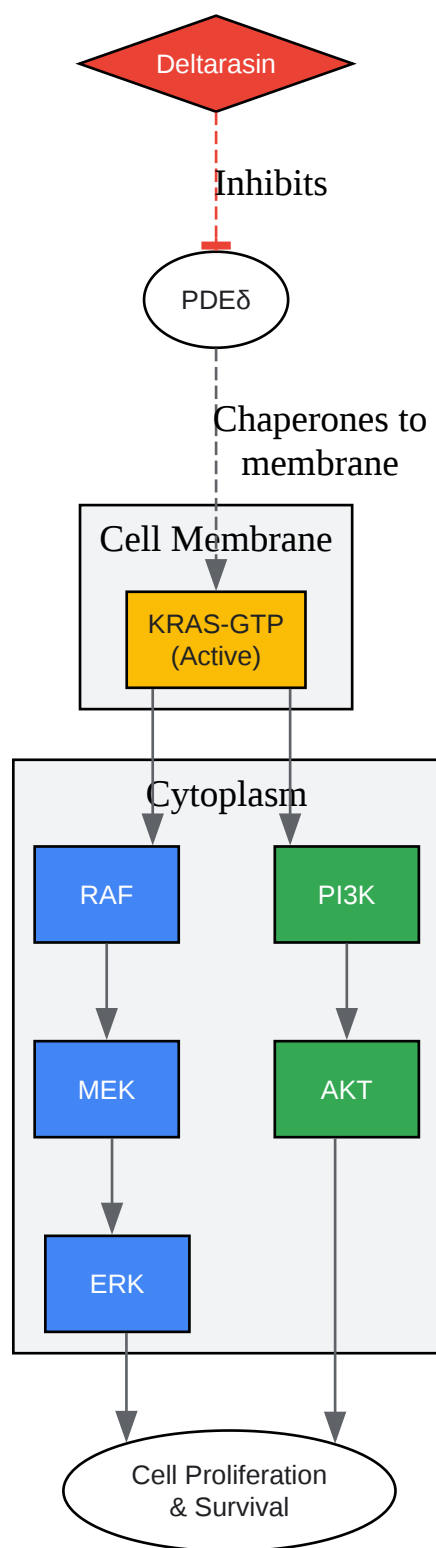 Deltarasin
Inhibits
PDEδ
Chaperones to
membrane
Cell Membrane
KRAS-GTP
(Active)
Cytoplasm
RAF
PI3K
MEK
AKT
ERK
Cell Proliferation
& Survival